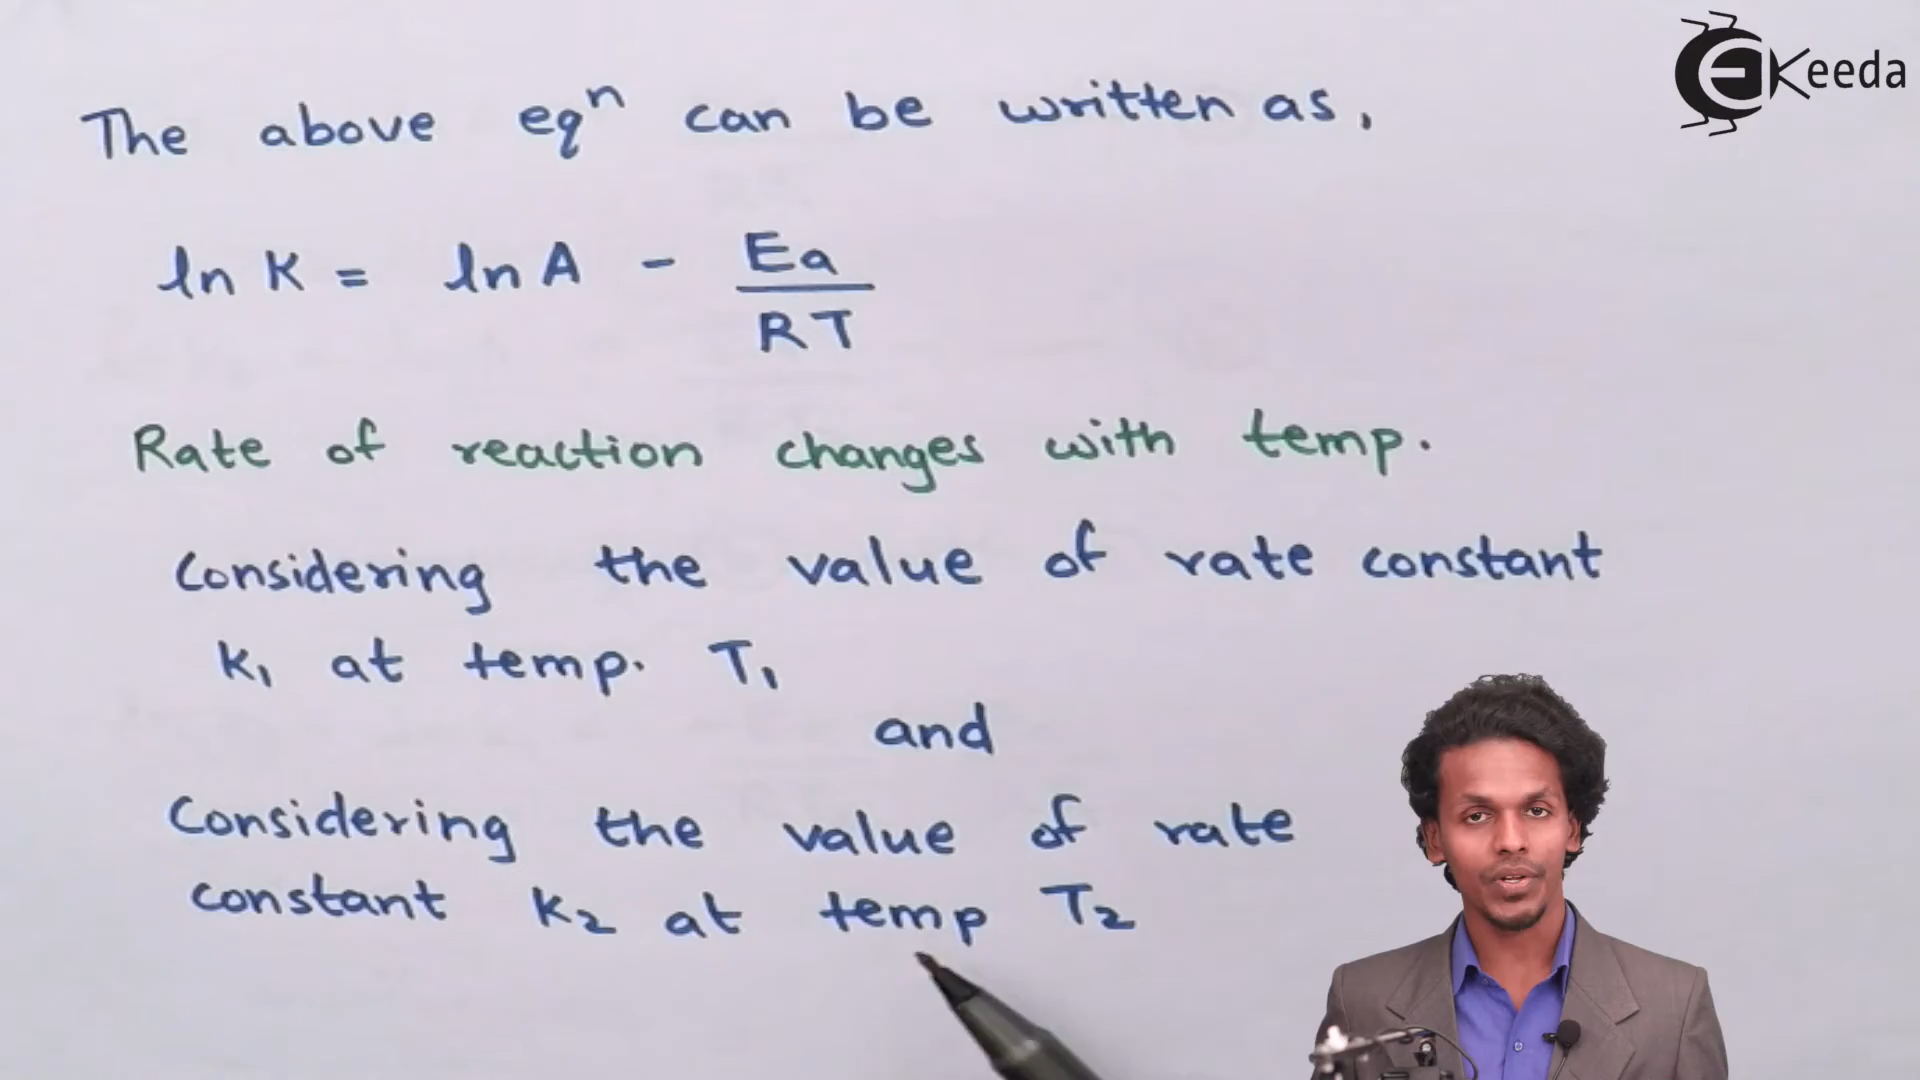 EKeeda
The above eqⁿ can be written as,
ln K = ln A - Ea / RT
Rate of reaction changes with temp.
Considering the value of rate constant
K₁ at temp. T₁
and
Considering the value of rate
constant K₂ at temp T₂